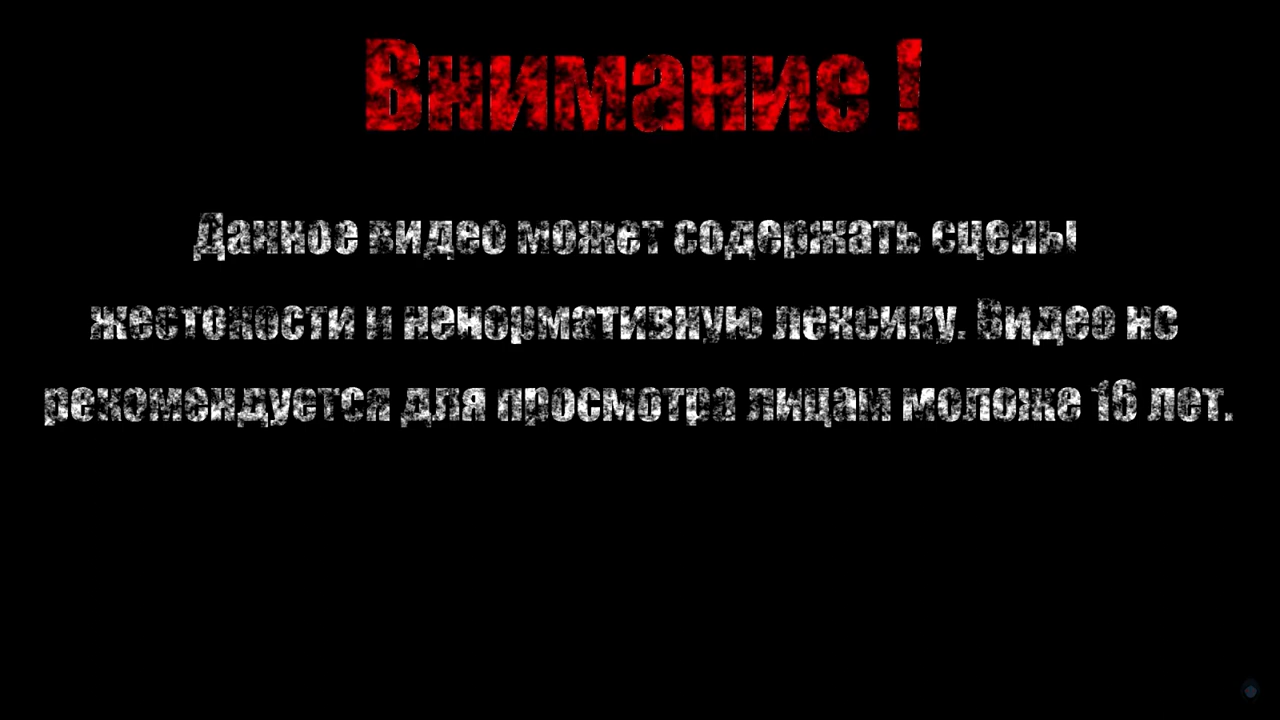 Внимание !
Данное видео может содержать сцены
жестокости и ненормативную лексику. Видео не
рекомендуется для просмотра лицам моложе 16 лет.